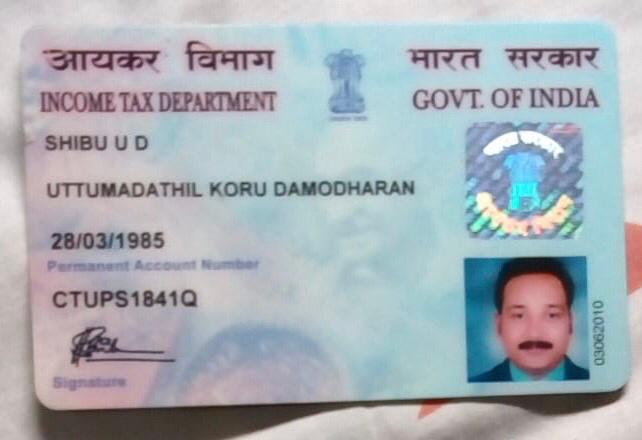 आयकर विभाग
INCOME TAX DEPARTMENT
भारत सरकार
GOVT. OF INDIA
SHIBU U D
UTTUMADATHIL KORU DAMODHARAN
28/03/1985
Permanent Account Number
CTUPS1841Q
Signature
03062010